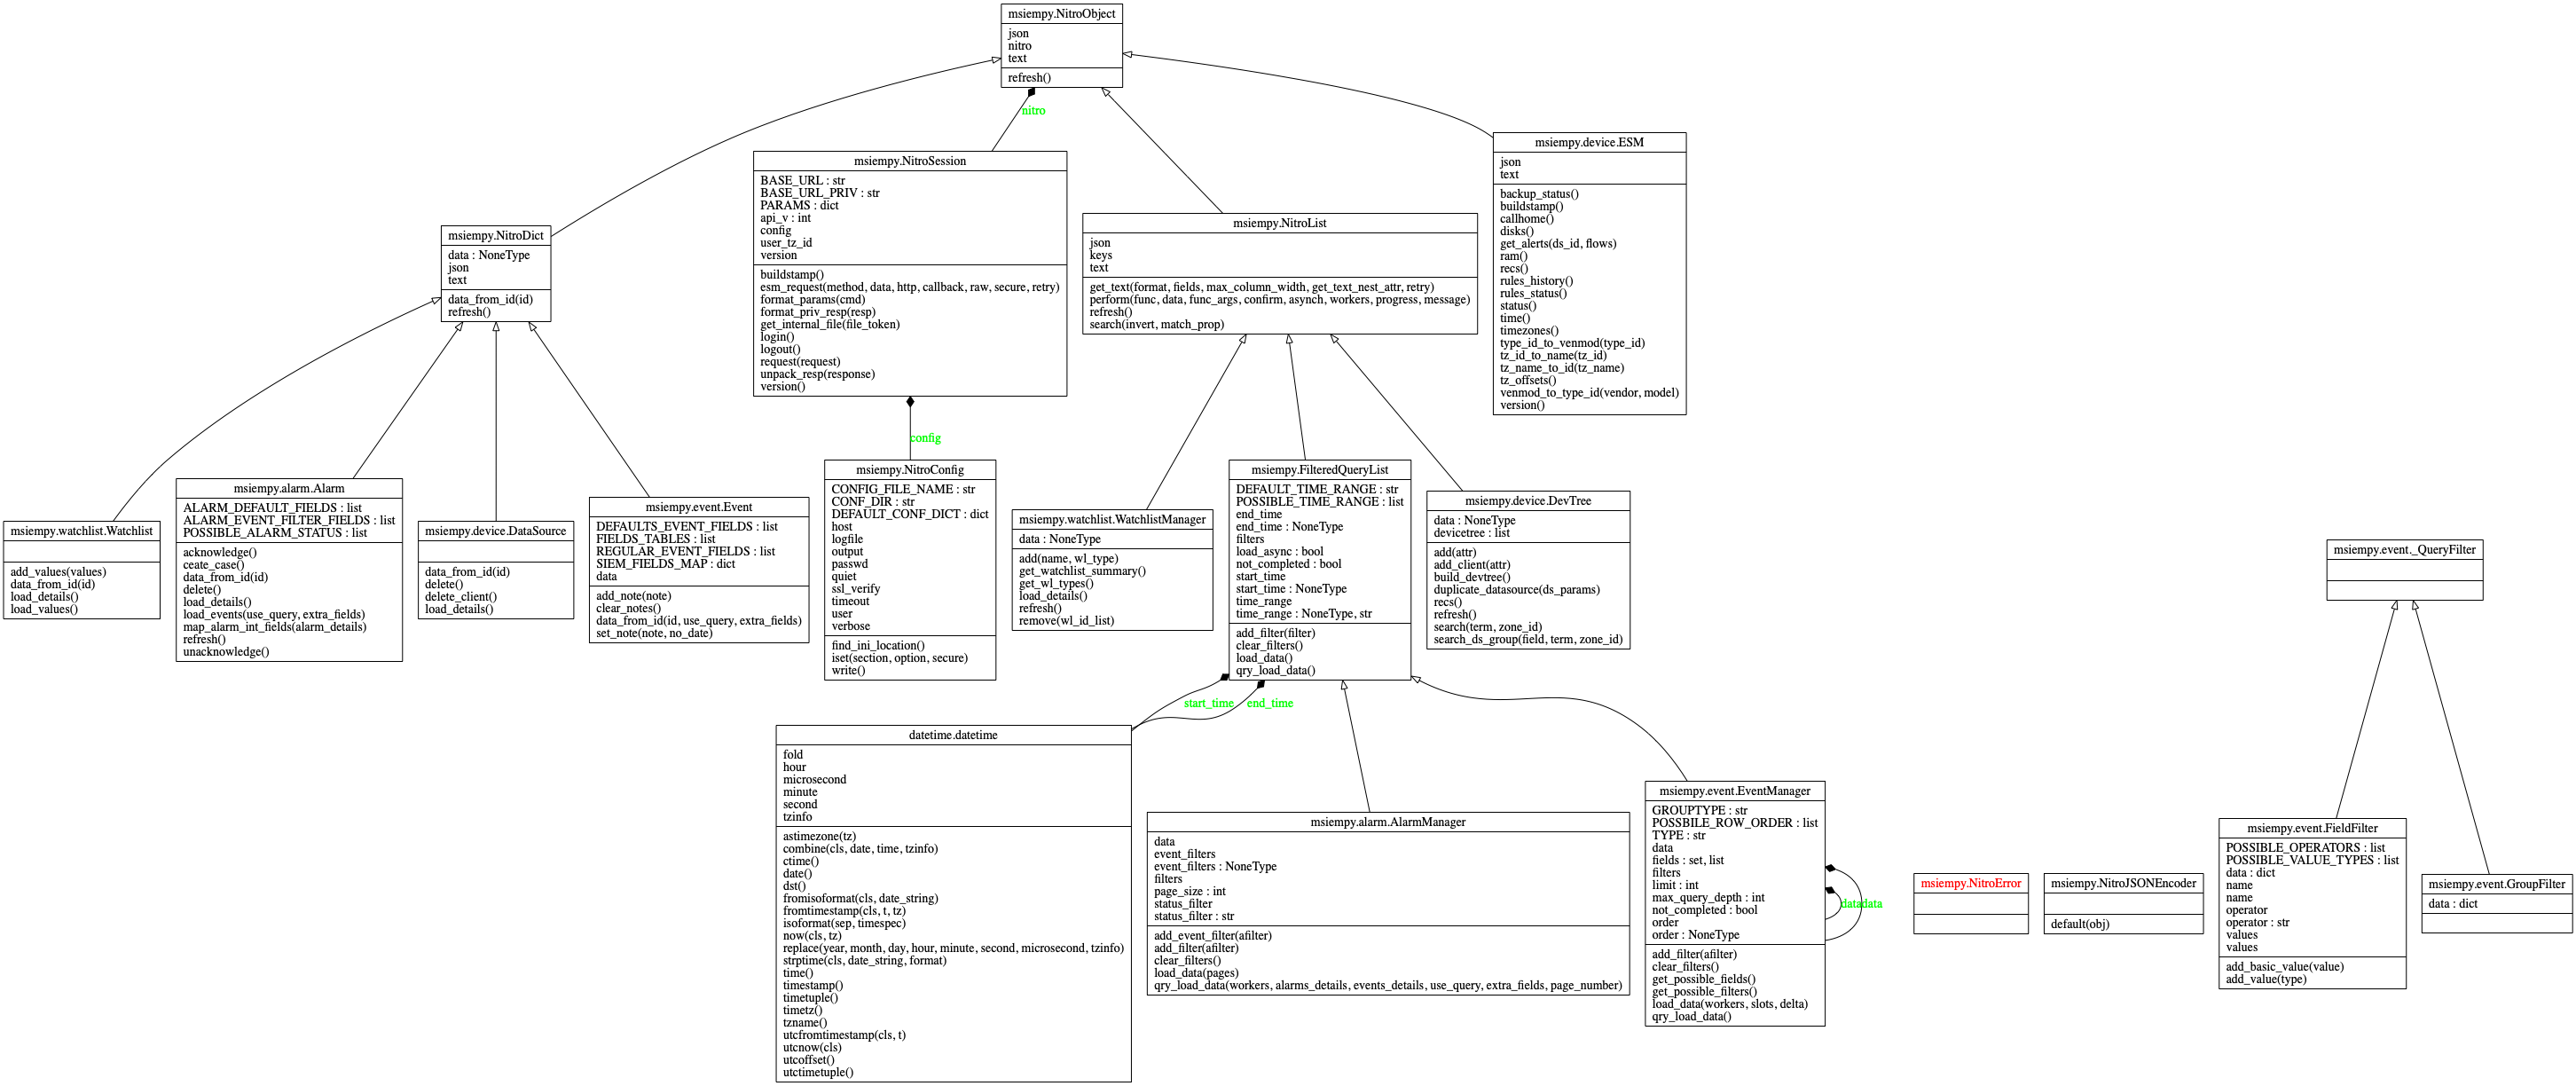 msiempy.NitroObject
json
nitro
text
refresh()
nitro
msiempy.device.ESM
json
text
backup_status()
buildstamp()
callhome()
disks()
get_alerts(ds_id, flows)
ram()
recs()
rules_history()
rules_status()
status()
time()
timezones()
type_id_to_venmod(type_id)
tz_id_to_name(tz_id)
tz_name_to_id(tz_name)
tz_offsets()
venmod_to_type_id(vendor, model)
version()
msiempy.NitroSession
BASE_URL : str
BASE_URL_PRIV : str
PARAMS : dict
api_v : int
config
user_tz_id
version
buildstamp()
esm_request(method, data, http, callback, raw, secure, retry)
format_params(cmd)
format_priv_resp(resp)
get_internal_file(file_token)
login()
logout()
request(request)
unpack_resp(response)
version()
msiempy.NitroList
json
keys
text
get_text(format, fields, max_column_width, get_text_nest_attr, retry)
perform(func, data, func_args, confirm, asynch, workers, progress, message)
refresh()
search(invert, match_prop)
msiempy.NitroDict
data : NoneType
json
text
data_from_id(id)
refresh()
config
msiempy.watchlist.Watchlist
add_values(values)
data_from_id(id)
load_details()
load_values()
msiempy.alarm.Alarm
ALARM_DEFAULT_FIELDS : list
ALARM_EVENT_FILTER_FIELDS : list
POSSIBLE_ALARM_STATUS : list
acknowledge()
ceate_case()
data_from_id(id)
delete()
load_details()
load_events(use_query, extra_fields)
map_alarm_int_fields(alarm_details)
refresh()
unacknowledge()
msiempy.device.DataSource
data_from_id(id)
delete()
delete_client()
load_details()
msiempy.event.Event
DEFAULTS_EVENT_FIELDS : list
FIELDS_TABLES : list
REGULAR_EVENT_FIELDS : list
SIEM_FIELDS_MAP : dict
data
add_note(note)
clear_notes()
data_from_id(id, use_query, extra_fields)
set_note(note, no_date)
msiempy.NitroConfig
CONFIG_FILE_NAME : str
CONF_DIR : str
DEFAULT_CONF_DICT : dict
host
logfile
output
passwd
quiet
ssl_verify
timeout
user
verbose
find_ini_location()
iset(section, option, secure)
write()
msiempy.watchlist.WatchlistManager
data : NoneType
add(name, wl_type)
get_watchlist_summary()
get_wl_types()
load_details()
refresh()
remove(wl_id_list)
msiempy.FilteredQueryList
DEFAULT_TIME_RANGE : str
POSSIBLE_TIME_RANGE : list
end_time
end_time : NoneType
filters
load_async : bool
not_completed : bool
start_time
start_time : NoneType
time_range
time_range : NoneType, str
add_filter(filter)
clear_filters()
load_data()
qry_load_data()
msiempy.device.DevTree
data : NoneType
devicetree : list
add(attr)
add_client(attr)
build_devtree()
duplicate_datasource(ds_params)
recs()
refresh()
search(term, zone_id)
search_ds_group(field, term, zone_id)
msiempy.event._QueryFilter
start_time
end_time
datetime.datetime
fold
hour
microsecond
minute
second
tzinfo
astimezone(tz)
combine(cls, date, time, tzinfo)
ctime()
date()
dst()
fromisoformat(cls, date_string)
fromtimestamp(cls, t, tz)
isoformat(sep, timespec)
now(cls, tz)
replace(year, month, day, hour, minute, second, microsecond, tzinfo)
strptime(cls, date_string, format)
time()
timestamp()
timetuple()
timetz()
tzname()
utcfromtimestamp(cls, t)
utcnow(cls)
utcoffset()
utctimetuple()
msiempy.alarm.AlarmManager
data
event_filters
event_filters : NoneType
filters
page_size : int
status_filter
status_filter : str
add_event_filter(afilter)
add_filter(afilter)
clear_filters()
load_data(pages)
qry_load_data(workers, alarms_details, events_details, use_query, extra_fields, page_number)
msiempy.event.EventManager
GROUPTYPE : str
POSSBILE_ROW_ORDER : list
TYPE : str
data
fields : set, list
filters
limit : int
max_query_depth : int
not_completed : bool
order
order : NoneType
add_filter(afilter)
clear_filters()
get_possible_fields()
get_possible_filters()
load_data(workers, slots, delta)
qry_load_data()
datadata
msiempy.NitroError
msiempy.NitroJSONEncoder
default(obj)
msiempy.event.FieldFilter
POSSIBLE_OPERATORS : list
POSSIBLE_VALUE_TYPES : list
data : dict
name
name
operator
operator : str
values
values
add_basic_value(value)
add_value(type)
msiempy.event.GroupFilter
data : dict